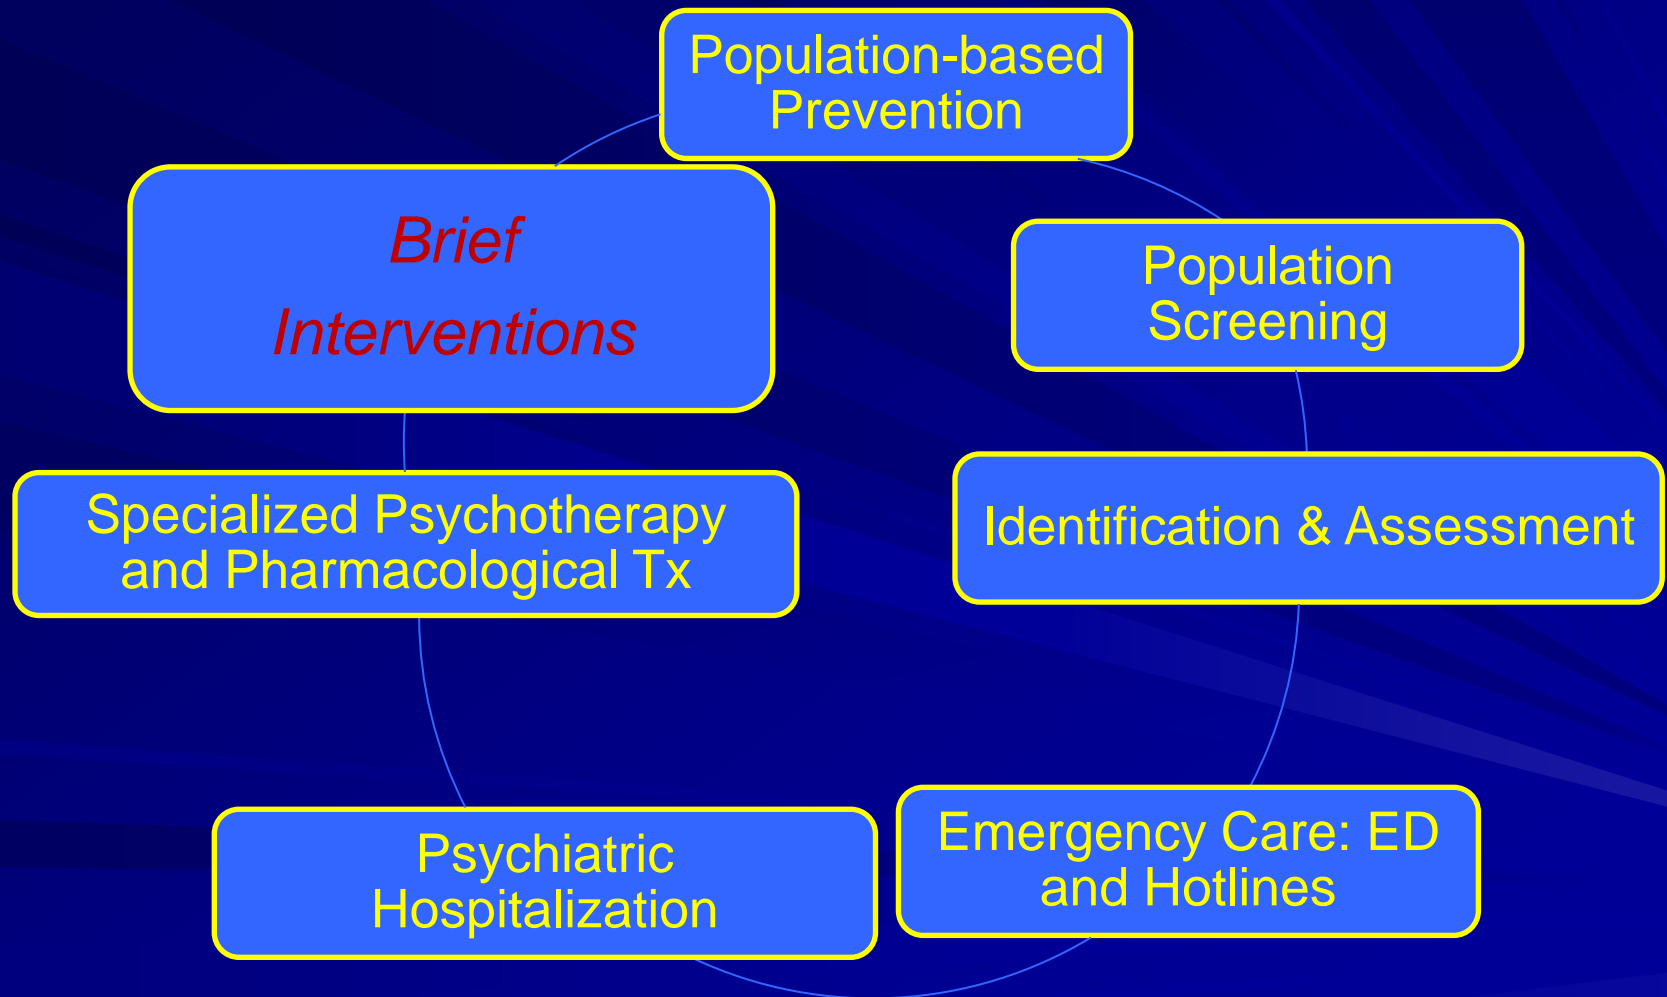 Population-based
Prevention
Brief
Interventions
Population
Screening
Specialized Psychotherapy
and Pharmacological Tx
Identification & Assessment
Psychiatric
Hospitalization
Emergency Care: ED
and Hotlines